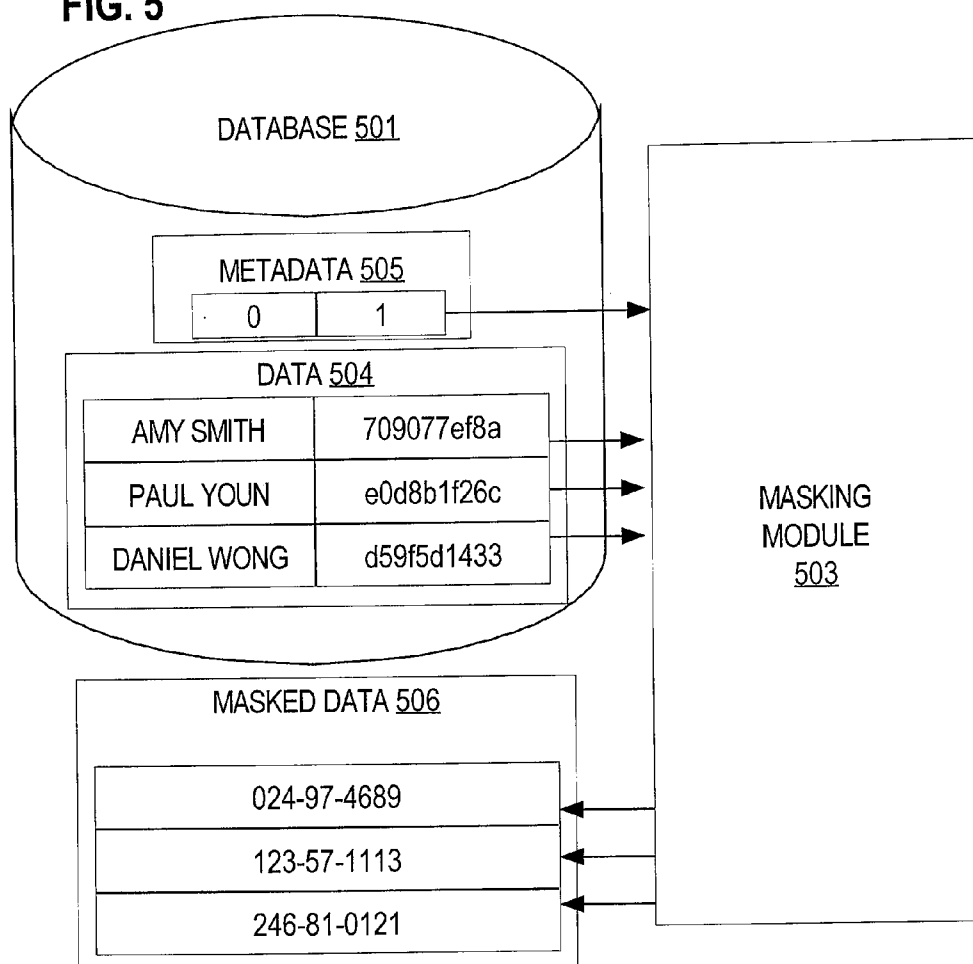 FIG. 5
DATABASE 501
METADATA 505
0 1
DATA 504
AMY SMITH 709077ef8a
PAUL YOUN e0d8b1f26c
DANIEL WONG d59f5d1433
MASKING
MODULE
503
MASKED DATA 506
024-97-4689
123-57-1113
246-81-0121